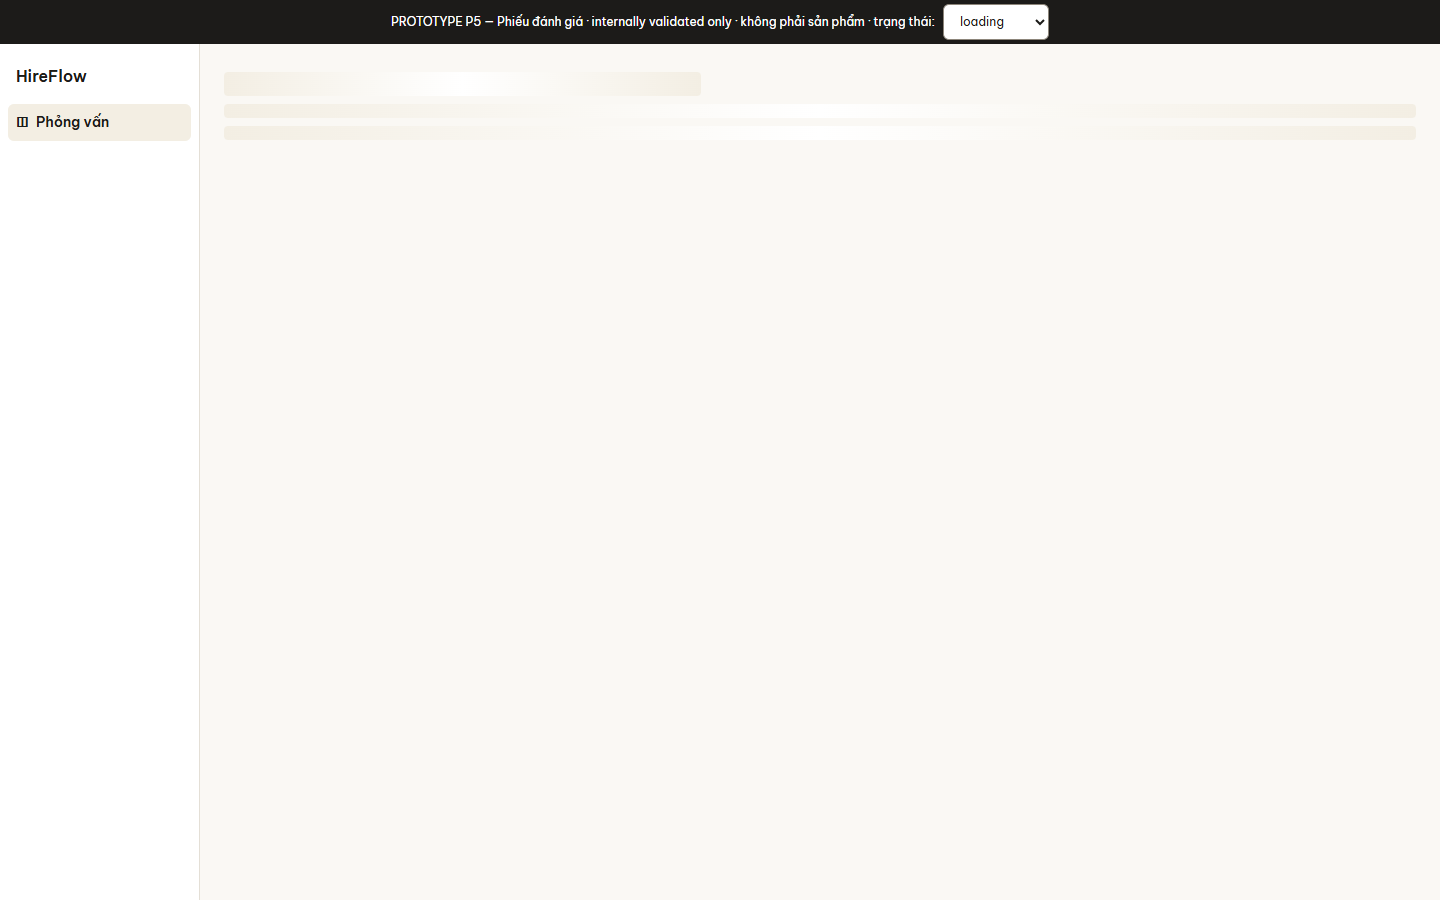 PROTOTYPE P5 — Phiếu đánh giá · internally validated only · không phải sản phẩm · trạng thái: loading
HireFlow
Phỏng vấn